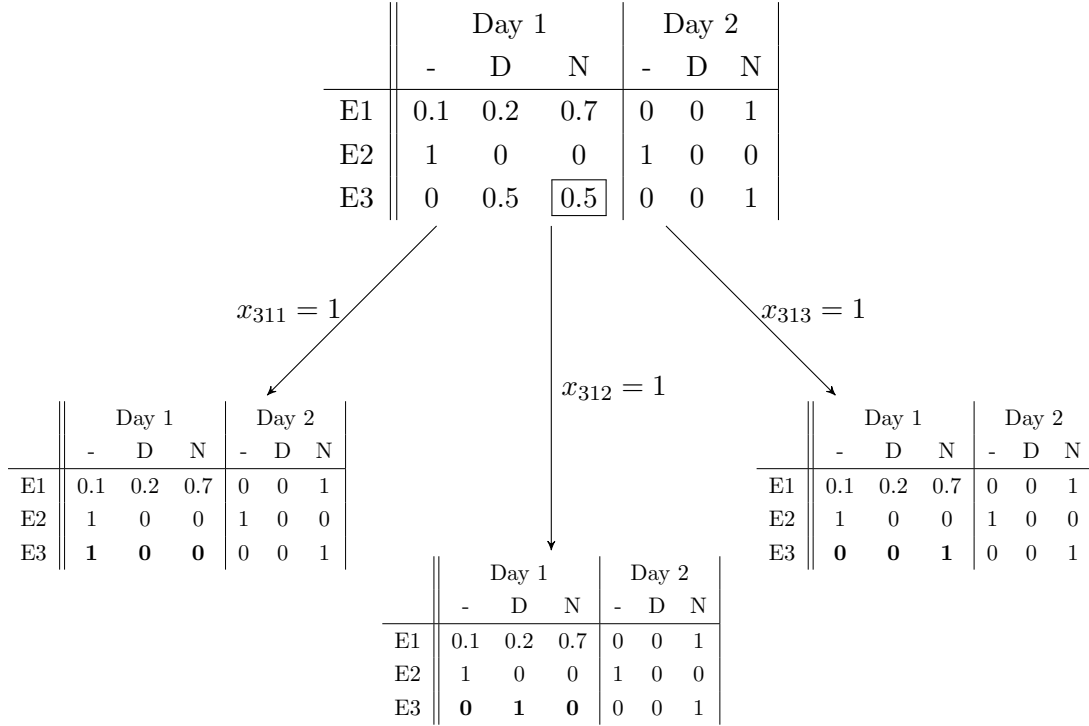 Day 1 Day 2
- D N - D N
E1 0.1 0.2 0.7 0 0 1
E2 1 0 0 1 0 0
E3 0 0.5 0.5 0 0 1
x311 = 1
x313 = 1
x312 = 1
Day 1 Day 2
- D N - D N
E1 0.1 0.2 0.7 0 0 1
E2 1 0 0 1 0 0
E3 1 0 0 0 0 1
Day 1 Day 2
- D N - D N
E1 0.1 0.2 0.7 0 0 1
E2 1 0 0 1 0 0
E3 0 0 1 0 0 1
Day 1 Day 2
- D N - D N
E1 0.1 0.2 0.7 0 0 1
E2 1 0 0 1 0 0
E3 0 1 0 0 0 1